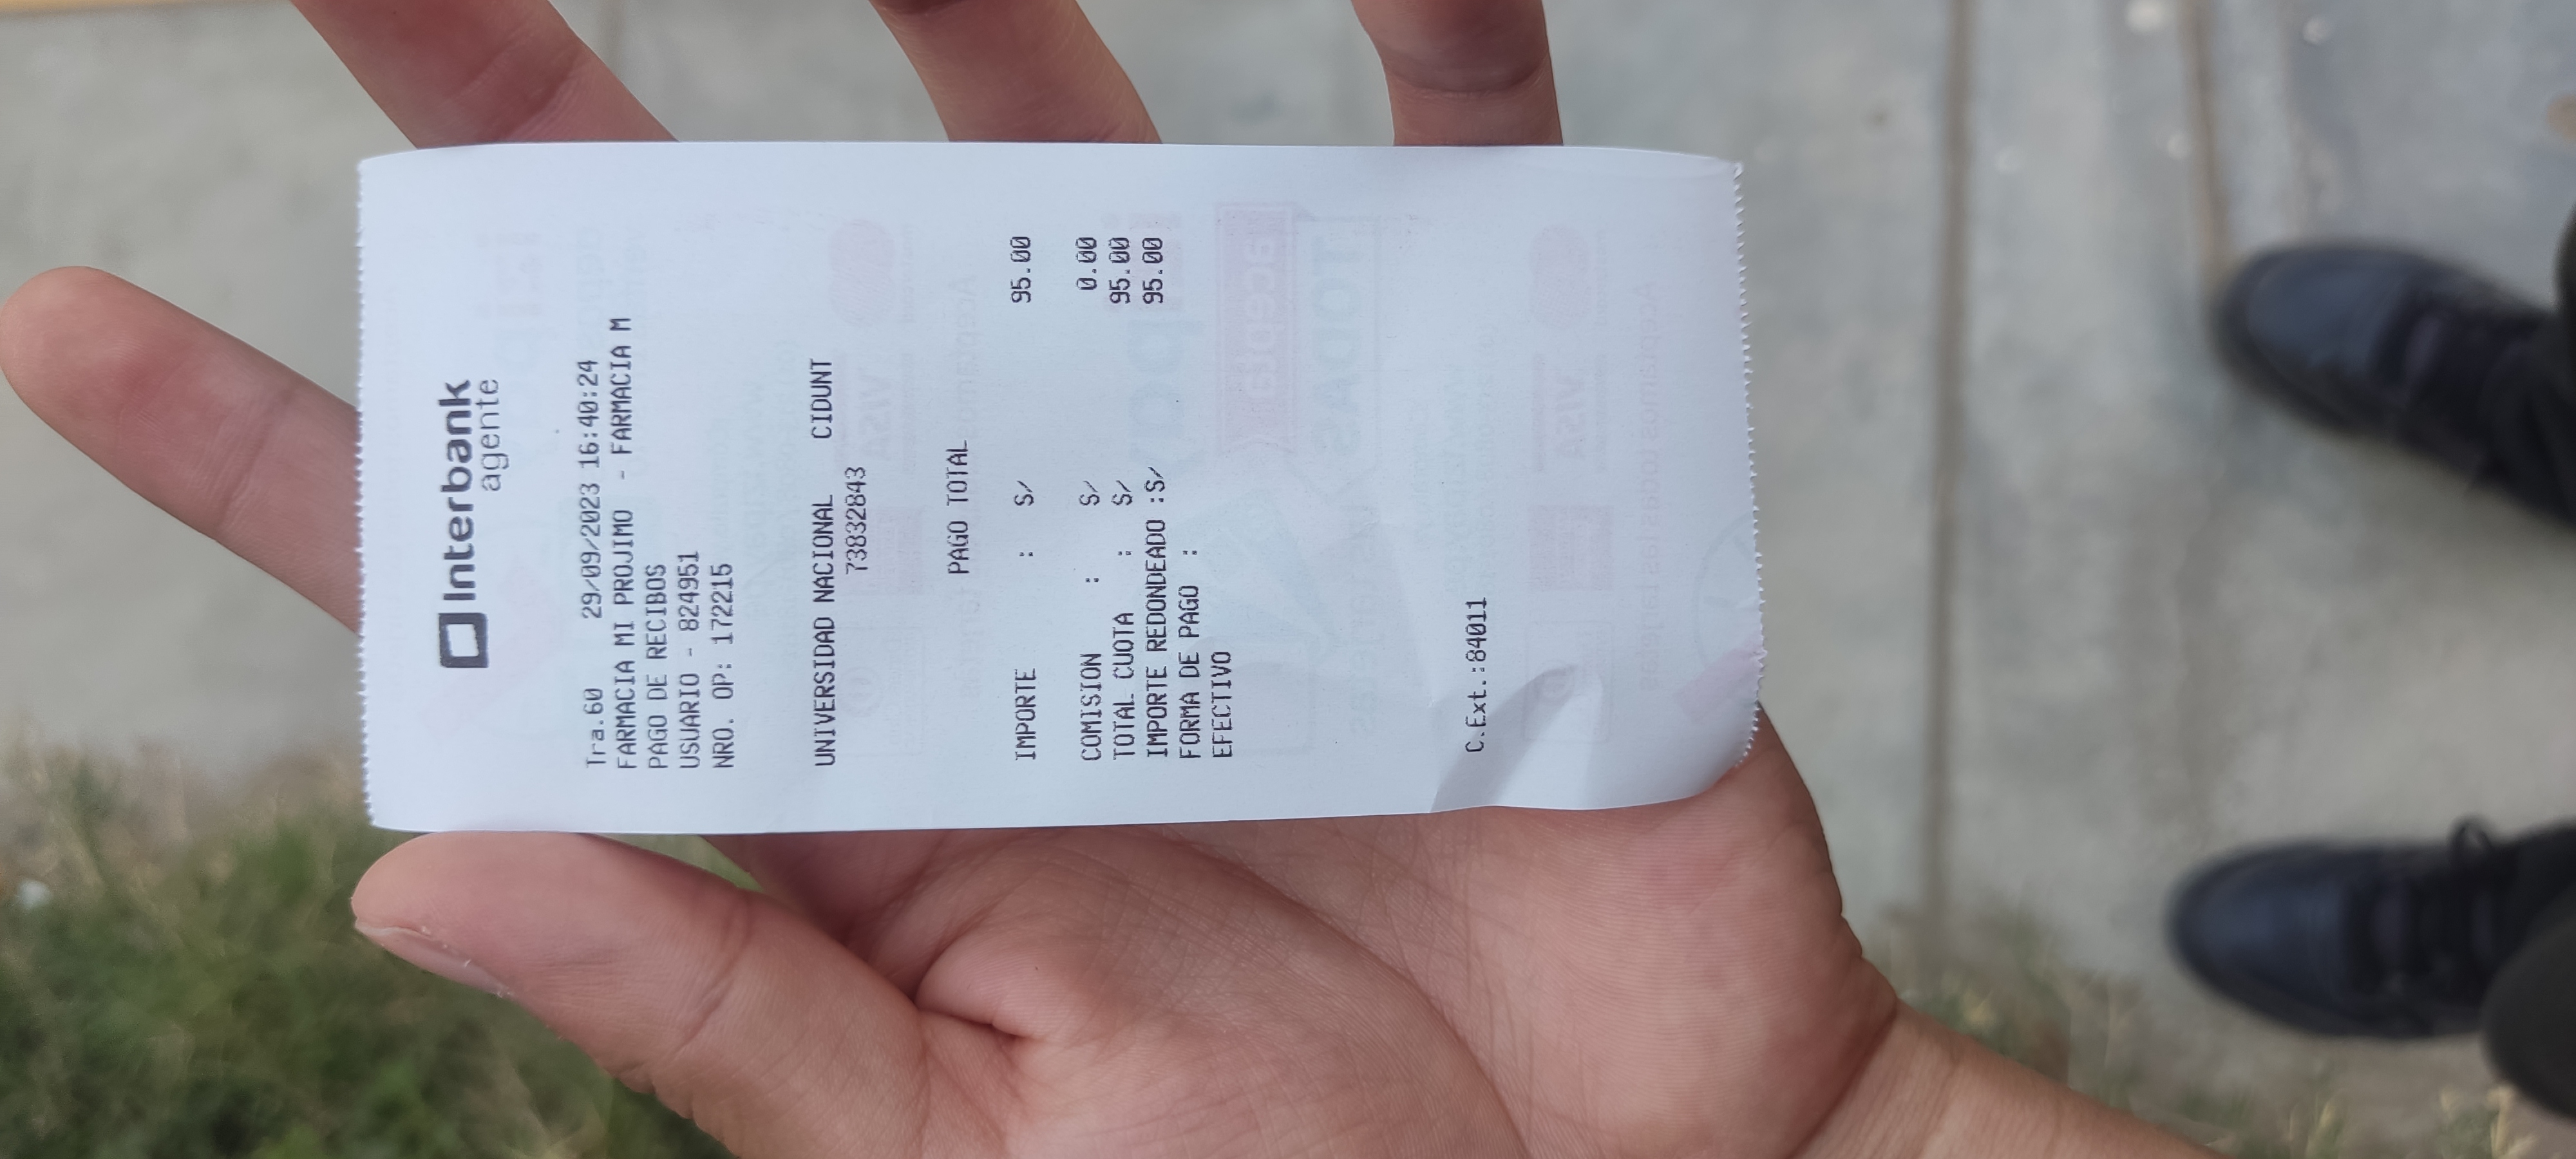 Interbank
agente
Tra.60 29/09/2023 16:40:24
FARMACIA MI PROJIMO - FARMACIA M
PAGO DE RECIBOS
USUARIO - 824951
NRO. OP: 172215
UNIVERSIDAD NACIONAL CIDUNT
73832843
PAGO TOTAL
IMPORTE : S/ 95.00
COMISION : S/ 0.00
TOTAL CUOTA : S/ 95.00
IMPORTE REDONDEADO :S/ 95.00
FORMA DE PAGO :
EFECTIVO
C.Ext.:84011